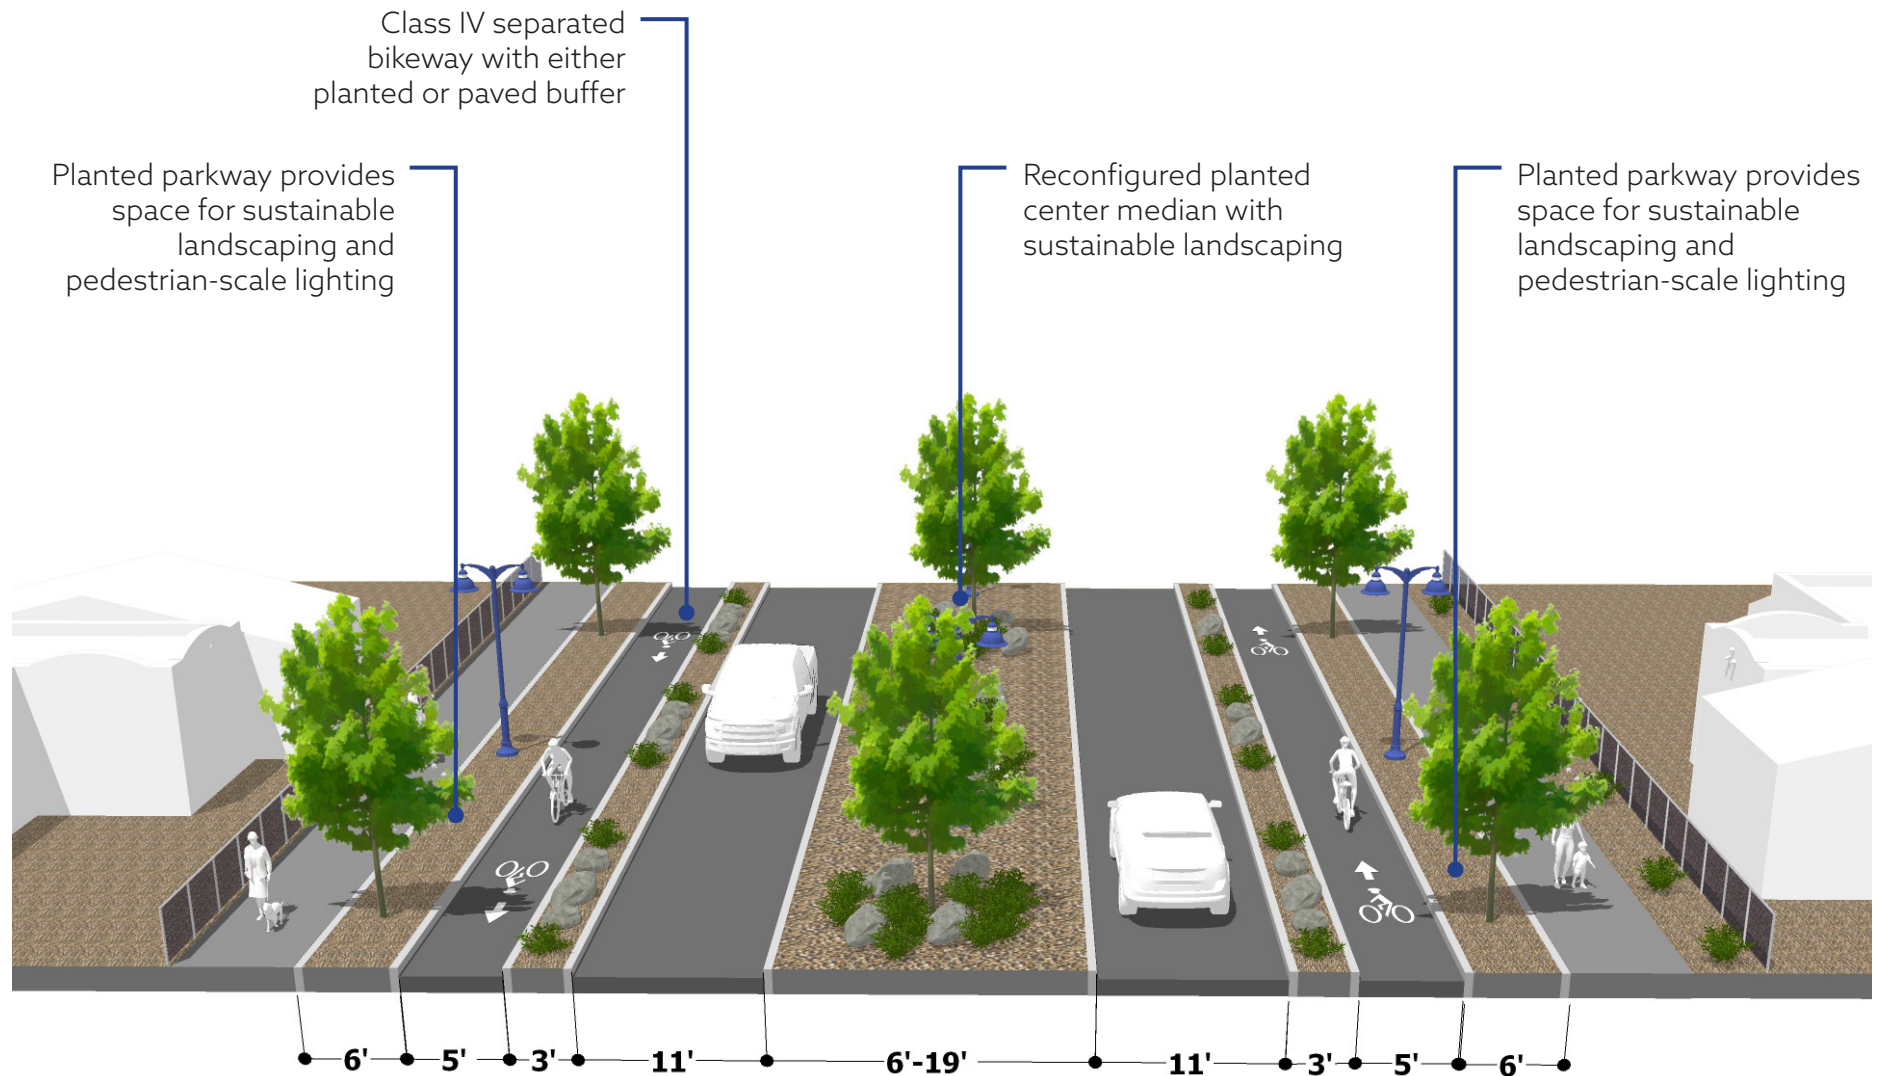 Class IV separated
bikeway with either
planted or paved buffer
Planted parkway provides
space for sustainable
landscaping and
pedestrian-scale lighting
Reconfigured planted
center median with
sustainable landscaping
Planted parkway provides
space for sustainable
landscaping and
pedestrian-scale lighting
6' 5' 3' 11' 6'-19' 11' 3' 5' 6'